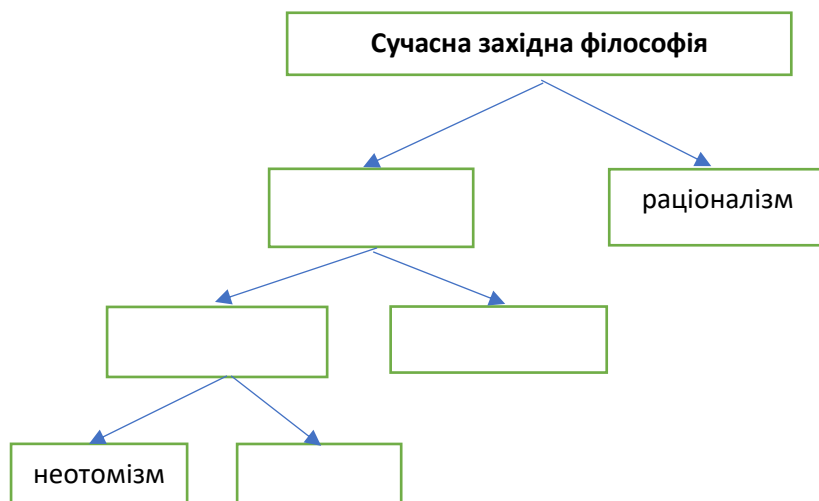 Сучасна західна філософія
раціоналізм
неотомізм